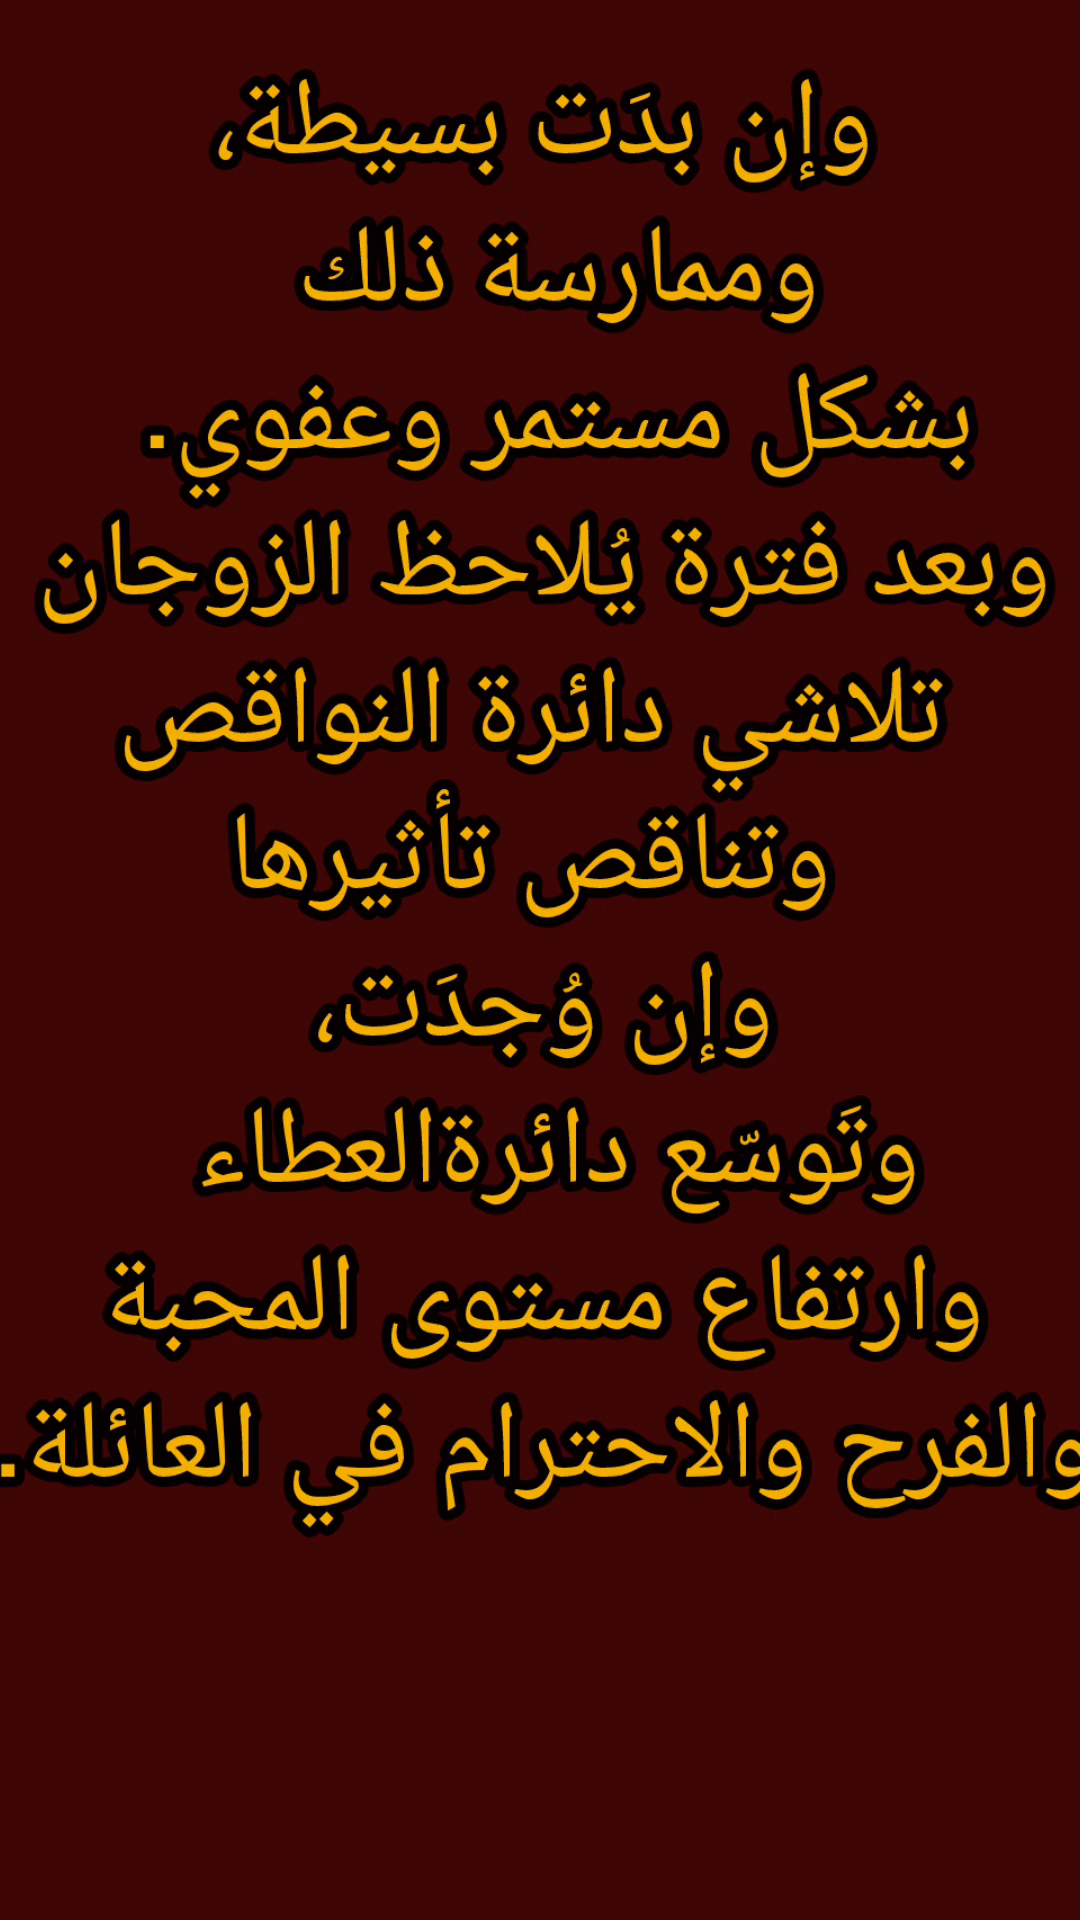 وإن بدَت بسيطة،
وممارسة ذلك
بشكل مستمر وعفوي.
وبعد فترة يُلاحظ الزوجان
تلاشي دائرة النواقص
وتناقص تأثيرها
وإن وُجدَت،
وتَوسّع دائرةالعطاء
وارتفاع مستوى المحبة
والفرح والاحترام في العائلة.